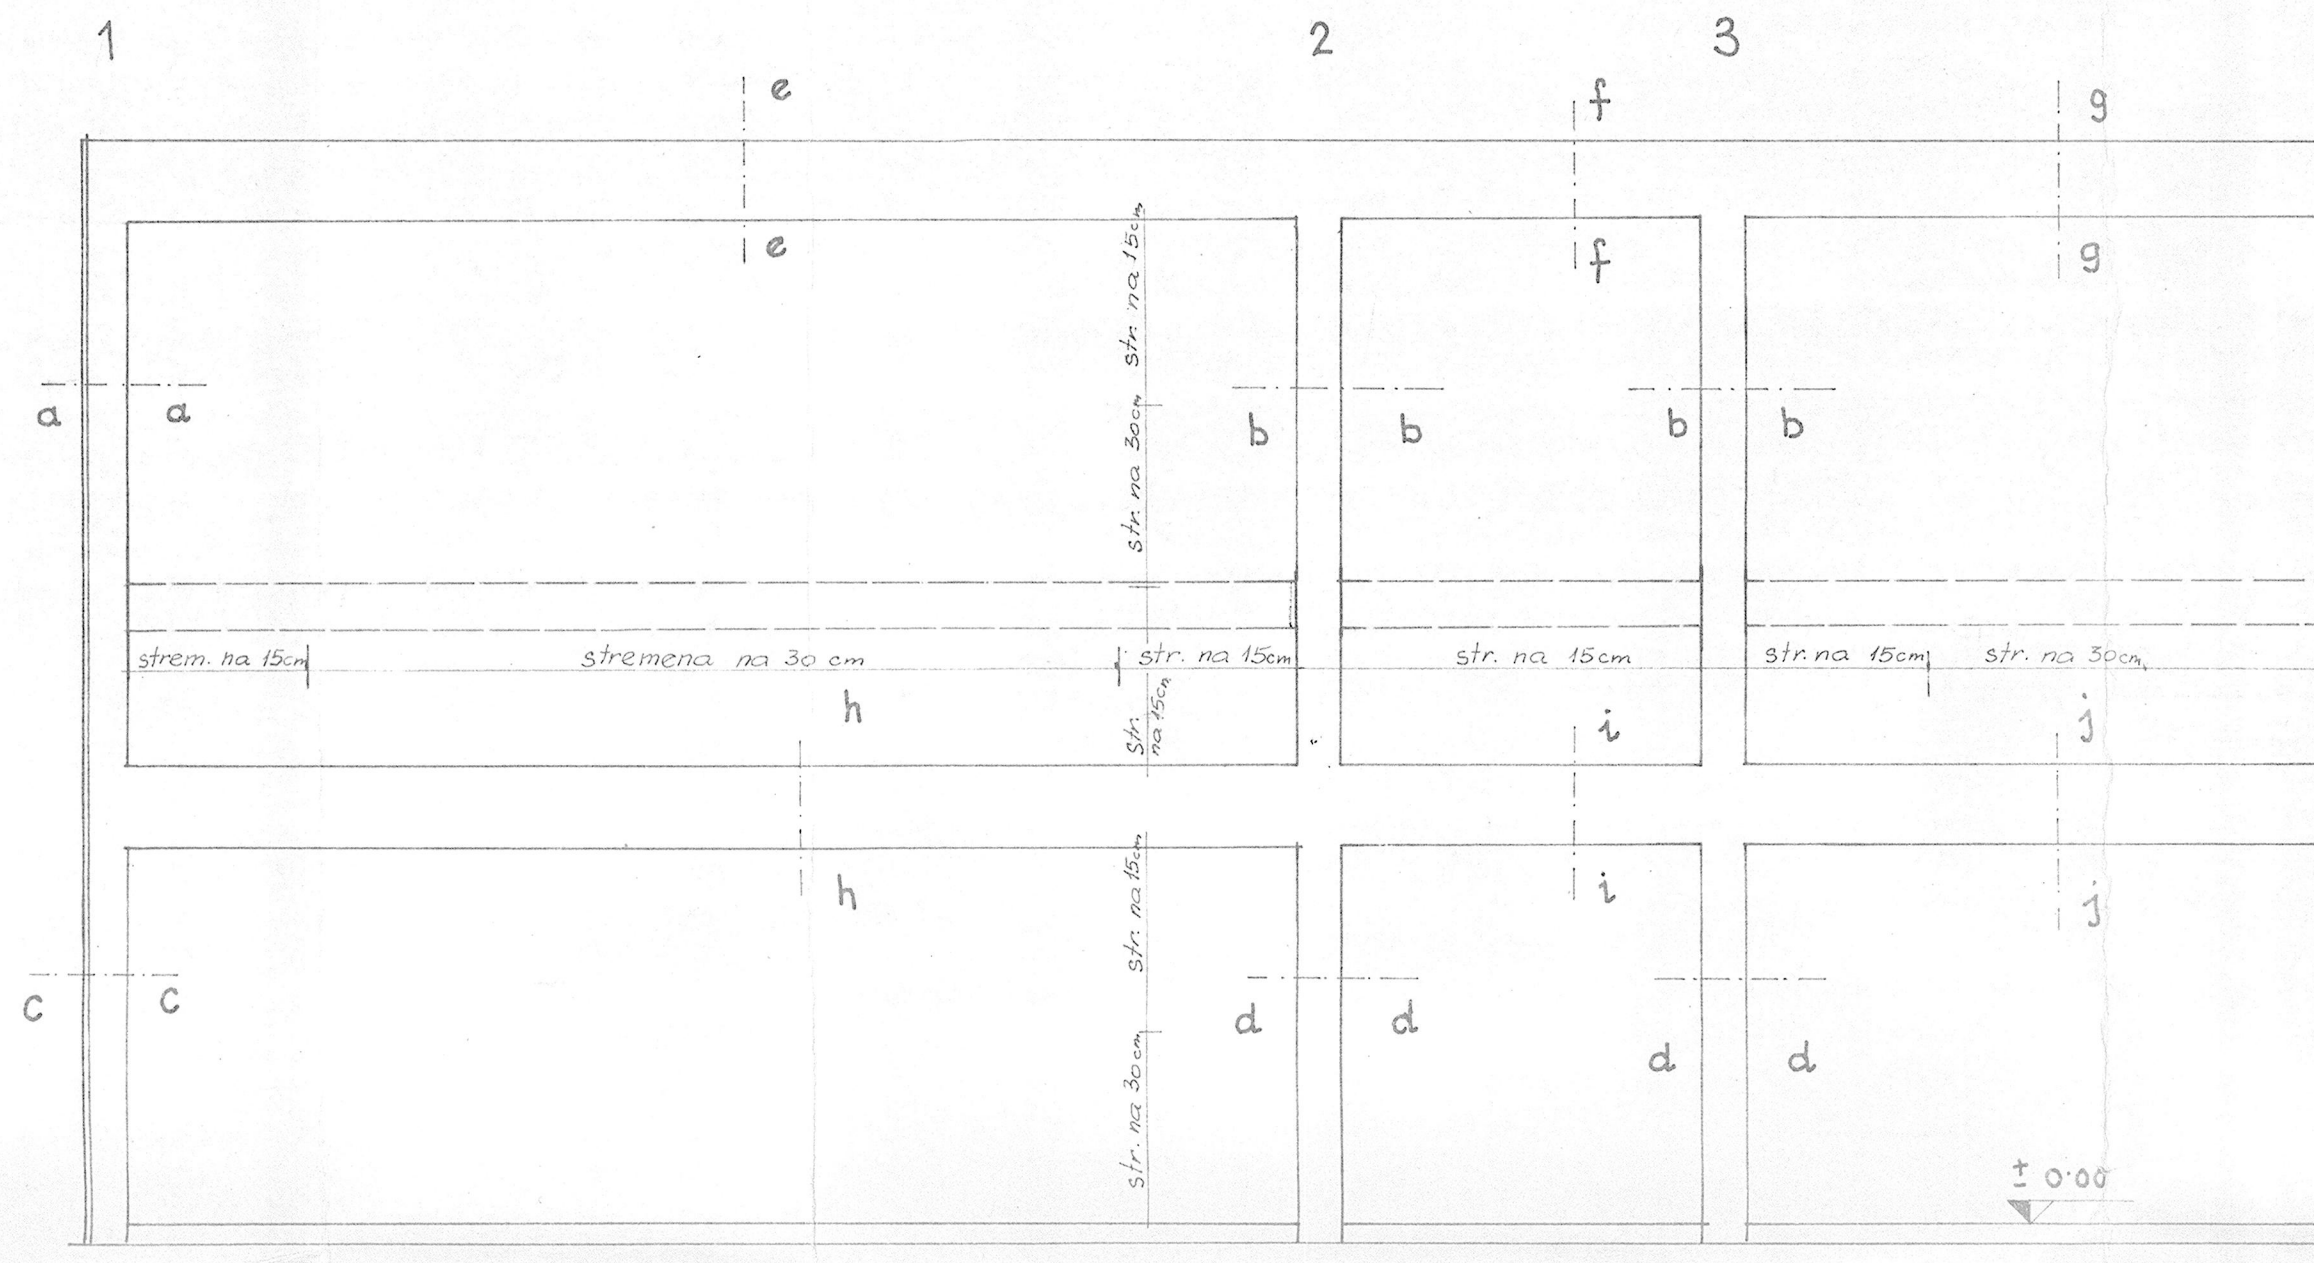 1 2 3
e f g
e f g
str. na 15cm
a a
b b b b
str. na 30cm
strem. na 15cm stremena na 30 cm str. na 15cm str. na 15cm str. na 15cm str. na 30cm
h i j
str.
na 15cm
h i j
str. na 15cm
c c
d d d d
str. na 30cm
± 0.00